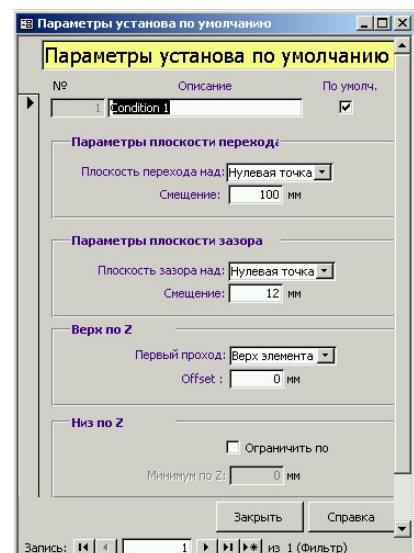 Параметры установа по умолчанию
Параметры установа по умолчанию
№ Описание По умолч.
1 Condition 1
Параметры плоскости перехода
Плоскость перехода над: Нулевая точка
Смещение: 100 мм
Параметры плоскости зазора
Плоскость зазора над: Нулевая точка
Смещение: 12 мм
Верх по Z
Первый проход: Верх элемента
Offset : 0 мм
Низ по Z
Ограничить по
Минимум по Z: 0 мм
Закрыть Справка
Запись: 1 из 1 (Фильтр)